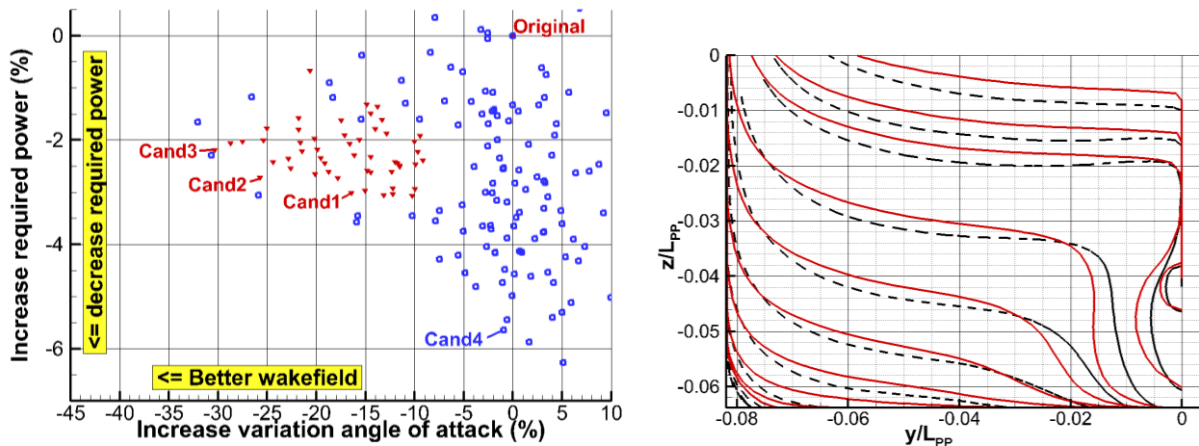 Increase required power (%)
<= decrease required power
0
-2
-4
-6
Original
Cand3
Cand2
Cand1
Cand4
<= Better wakefield
-45 -40 -35 -30 -25 -20 -15 -10 -5 0 5 10
Increase variation angle of attack (%)
z/LPP
0
-0.01
-0.02
-0.03
-0.04
-0.05
-0.06
-0.08 -0.06 -0.04 -0.02 0
y/LPP